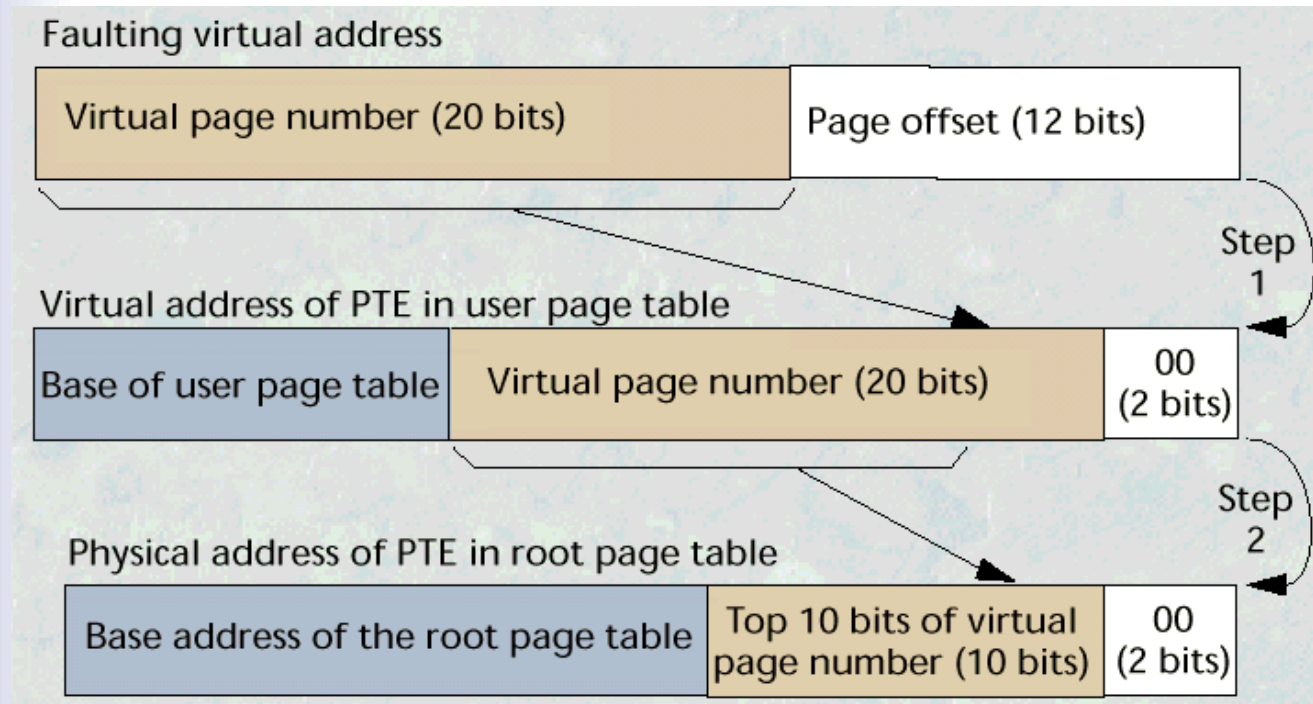 Faulting virtual address
Virtual page number (20 bits)
Page offset (12 bits)
Step
1
Virtual address of PTE in user page table
Base of user page table
Virtual page number (20 bits)
00
(2 bits)
Step
2
Physical address of PTE in root page table
Base address of the root page table
Top 10 bits of virtual
page number (10 bits)
00
(2 bits)